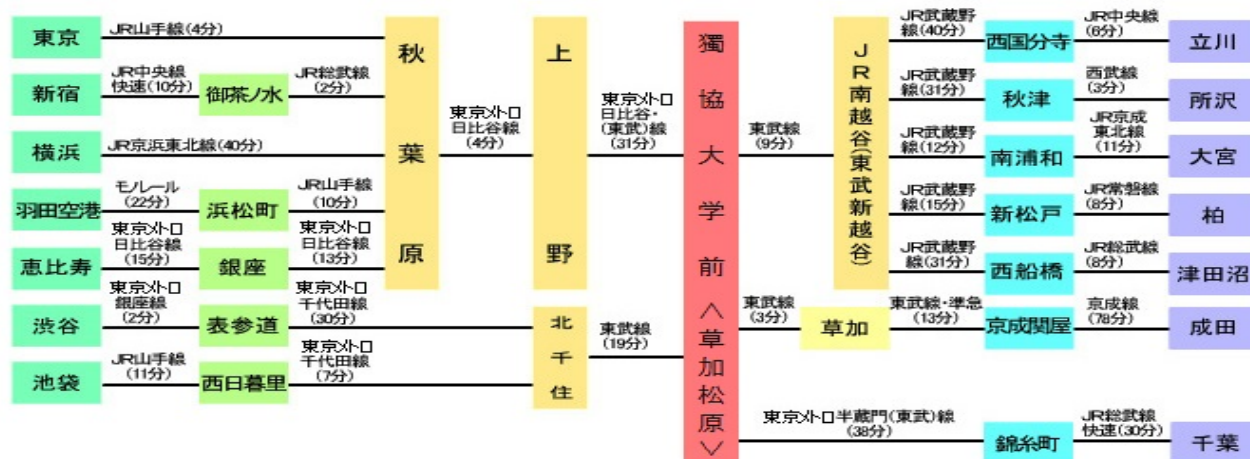 東京
JR山手線(4分)
新宿
JR中央線
快速(10分)
御茶ノ水
JR総武線
(2分)
横浜
JR京浜東北線(40分)
羽田空港
モノレール
(22分)
浜松町
JR山手線
(10分)
恵比寿
東京メトロ
日比谷線
(15分)
銀座
東京メトロ
日比谷線
(13分)
渋谷
東京メトロ
銀座線
(2分)
表参道
東京メトロ
千代田線
(30分)
池袋
JR山手線
(11分)
西日暮里
東京メトロ
千代田線
(7分)
秋葉原
東京メトロ
日比谷線
(4分)
上野
東京メトロ
日比谷・
(東武)線
(31分)
北千住
東武線
(19分)
獨協大学前〈草加松原〉
東武線
(9分)
JR南越谷(東武新越谷)
JR武蔵野
線(40分)
西国分寺
JR中央線
(6分)
立川
JR武蔵野
線(31分)
秋津
西武線
(3分)
所沢
JR武蔵野
線(12分)
南浦和
JR京成
東北線
(11分)
大宮
JR武蔵野
線(15分)
新松戸
JR常磐線
(8分)
柏
JR武蔵野
線(31分)
西船橋
JR総武線
(8分)
津田沼
東武線
(3分)
草加
東武線・準急
(13分)
京成関屋
京成線
(78分)
成田
東京メトロ半蔵門(東武)線
(38分)
錦糸町
JR総武線
快速(30分)
千葉